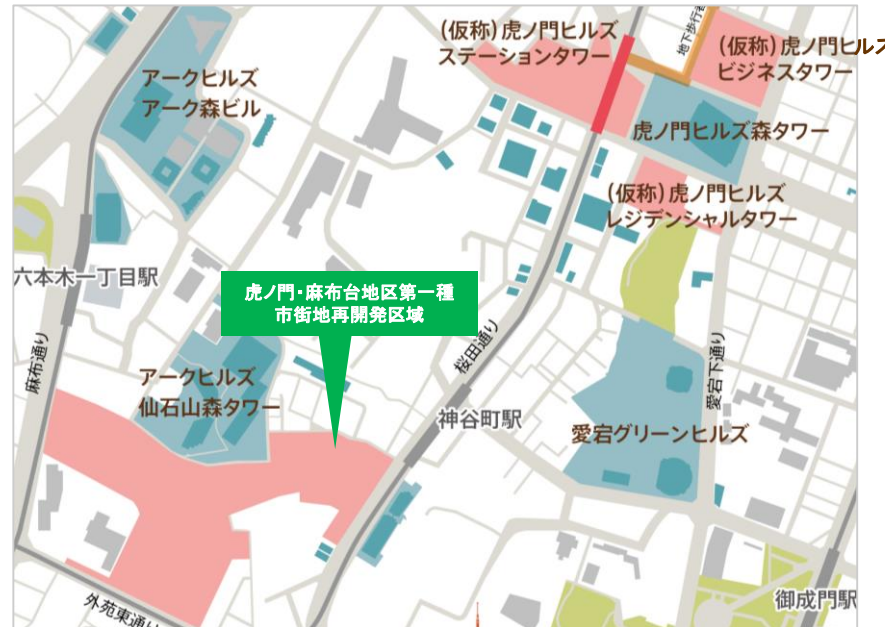 (仮称)虎ノ門ヒルズ
ステーションタワー
地下歩行者
(仮称)虎ノ門ヒルズ
ビジネスタワー
アークヒルズ
アーク森ビル
虎ノ門ヒルズ森タワー
(仮称)虎ノ門ヒルズ
レジデンシャルタワー
六本木一丁目駅
虎ノ門・麻布台地区第一種
市街地再開発区域
麻布通り
桜田通り
愛宕下通り
アークヒルズ
仙石山森タワー
神谷町駅
愛宕グリーンヒルズ
外苑東通り
御成門駅